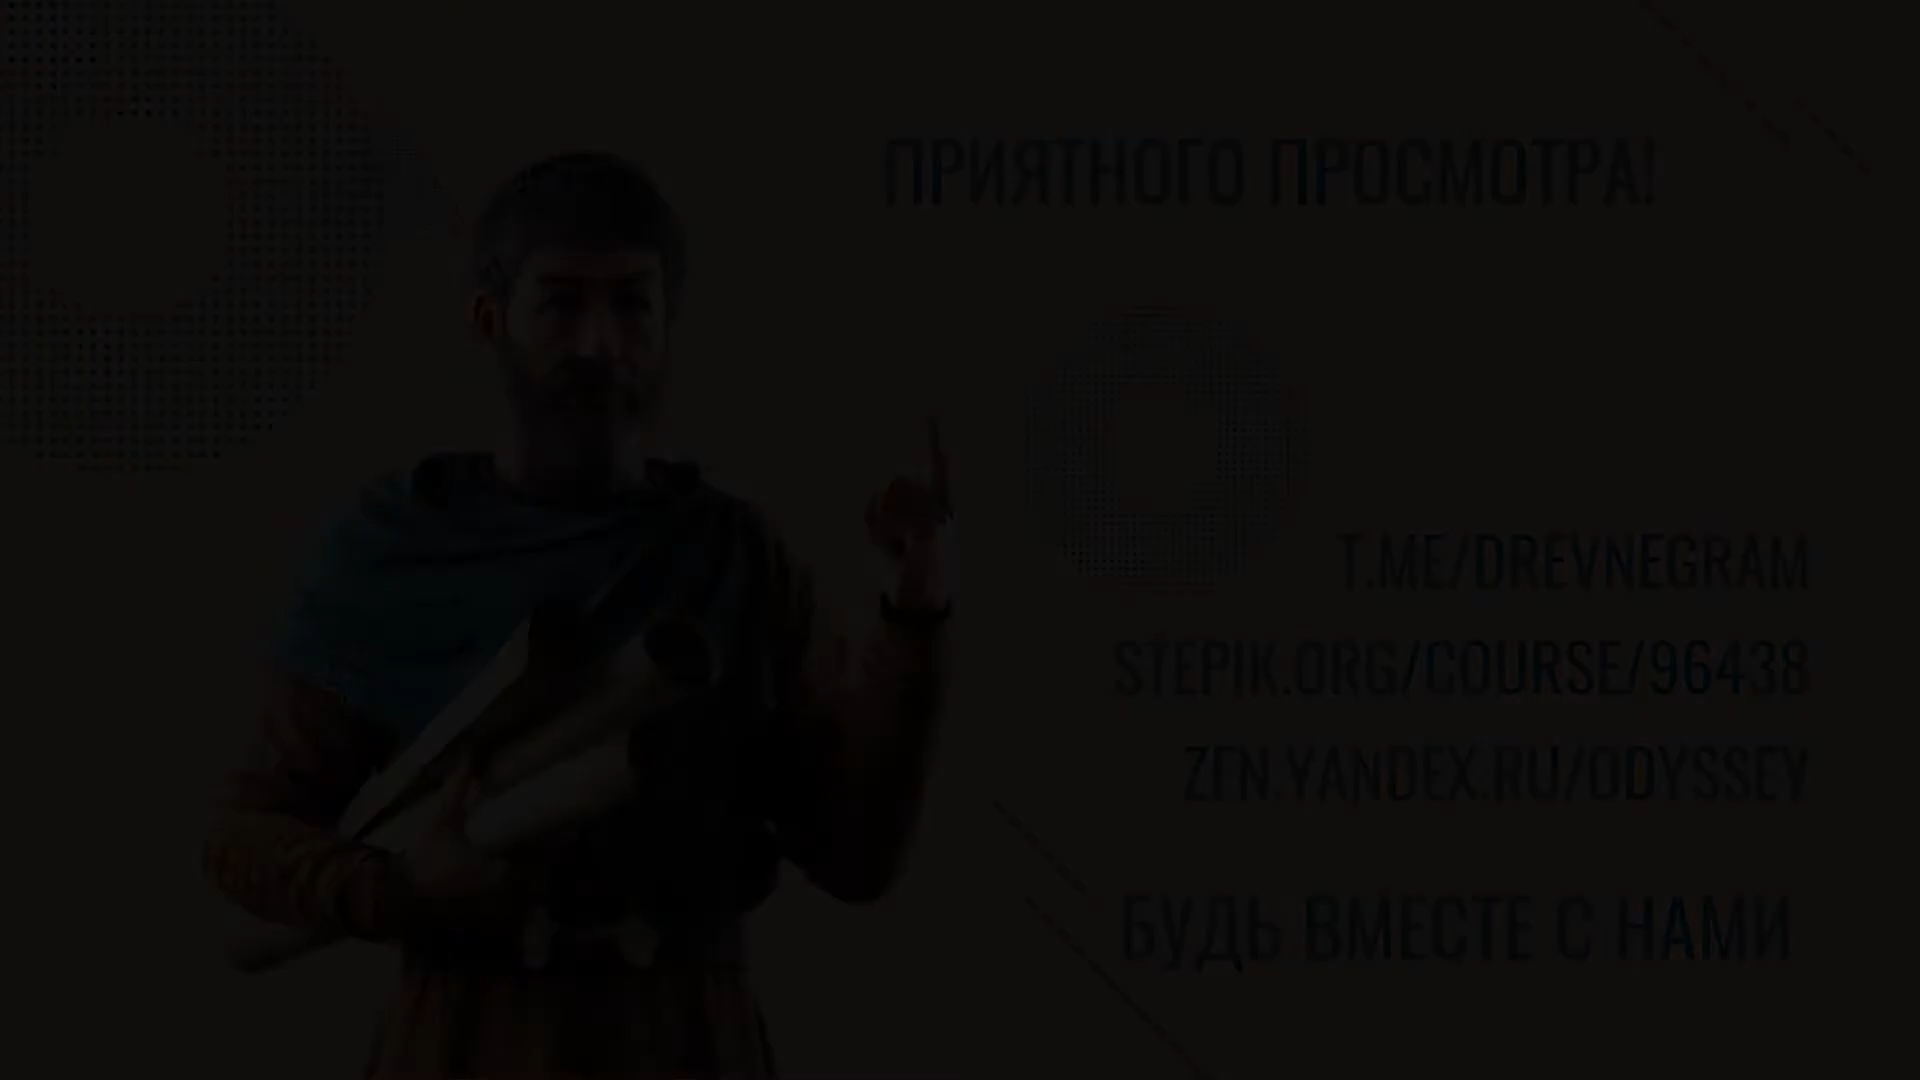 ПРИЯТНОГО ПРОСМОТРА!
T.ME/DREVNEGRAM
STEPIK.ORG/COURSE/96438
ZEN.YANDEX.RU/ODYSSEY
БУДЬ ВМЕСТЕ С НАМИ